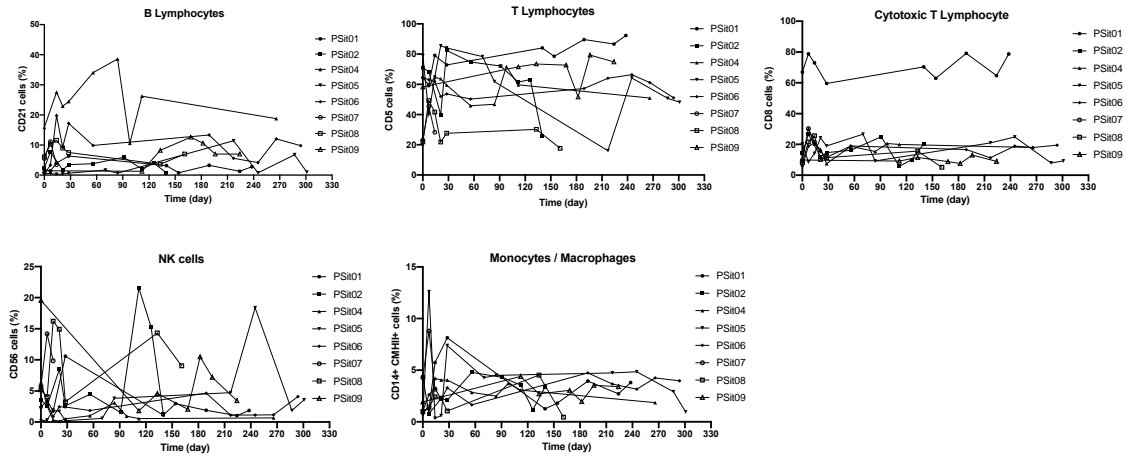 B Lymphocytes
CD21 cells (%)
50
40
30
20
10
0
0 30 60 90 120 150 180 210 240 270 300 330
Time (day)
PSit01
PSit02
PSit04
PSit05
PSit06
PSit07
PSit08
PSit09
T Lymphocytes
CD5 cells (%)
100
80
60
40
20
0
0 30 60 90 120 150 180 210 240 270 300 330
Time (day)
PSit01
PSit02
PSit04
PSit05
PSit06
PSit07
PSit08
PSit09
Cytotoxic T Lymphocyte
CD8 cells (%)
100
80
60
40
20
0
0 30 60 90 120 150 180 210 240 270 300 330
Time (day)
PSit01
PSit02
PSit04
PSit05
PSit06
PSit07
PSit08
PSit09
NK cells
CD56 cells (%)
25
20
15
10
5
0
0 30 60 90 120 150 180 210 240 270 300 330
Time (day)
PSit01
PSit02
PSit04
PSit05
PSit06
PSit07
PSit08
PSit09
Monocytes / Macrophages
CD14+ CMHII+ cells (%)
15
10
5
0
0 30 60 90 120 150 180 210 240 270 300 330
Time (day)
PSit01
PSit02
PSit04
PSit05
PSit06
PSit07
PSit08
PSit09